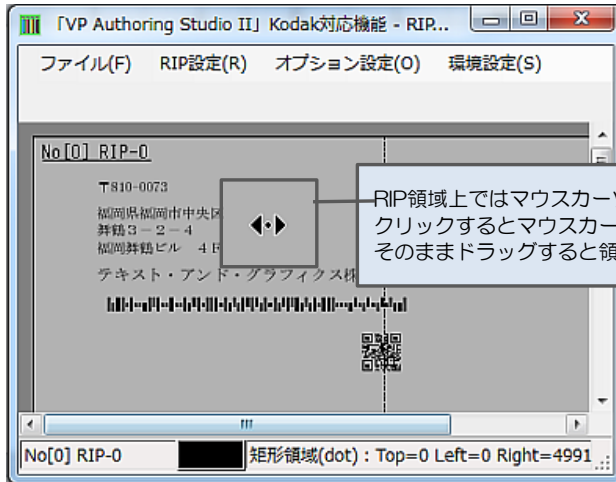 「VP Authoring Studio II」Kodak対応機能 - RIP...
ファイル(F) RIP設定(R) オプション設定(O) 環境設定(S)
No[0] RIP-0
〒810-0073
福岡県福岡市中央区
舞鶴3-2-4
福岡舞鶴ビル 4F
テキスト・アンド・グラフィクス株
RIP領域上ではマウスカー
クリックするとマウスカー
そのままドラッグすると領
No[0] RIP-0 矩形領域(dot) : Top=0 Left=0 Right=4991